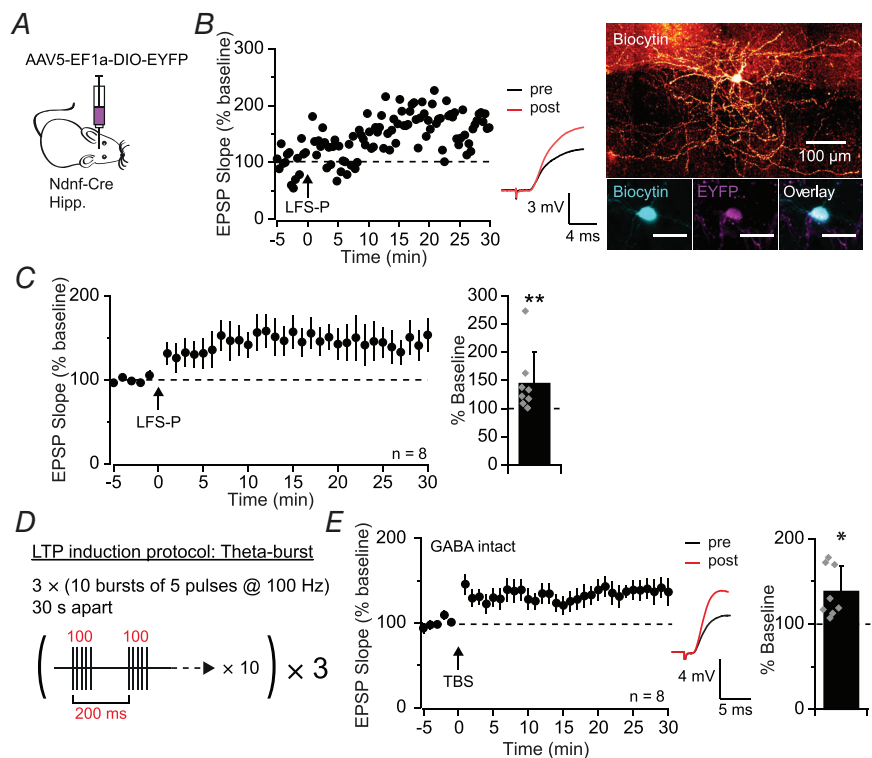 A
AAV5-EF1a-DIO-EYFP
Ndnf-Cre
Hipp.
B
EPSP Slope (% baseline)
300
200
100
0
LFS-P
-5 0 5 10 15 20 25 30
Time (min)
pre
post
3 mV
4 ms
Biocytin
100 µm
Biocytin
EYFP
Overlay
C
EPSP Slope (% baseline)
200
100
0
LFS-P
n = 8
-5 0 5 10 15 20 25 30
Time (min)
% Baseline
300
250
200
150
100
50
0
**
D
LTP induction protocol: Theta-burst
3 × (10 bursts of 5 pulses @ 100 Hz)
30 s apart
100 100
( × 10 ) × 3
200 ms
E
EPSP Slope (% baseline)
200
100
0
GABA intact
TBS
n = 8
-5 0 5 10 15 20 25 30
Time (min)
pre
post
4 mV
5 ms
% Baseline
200
100
0
*